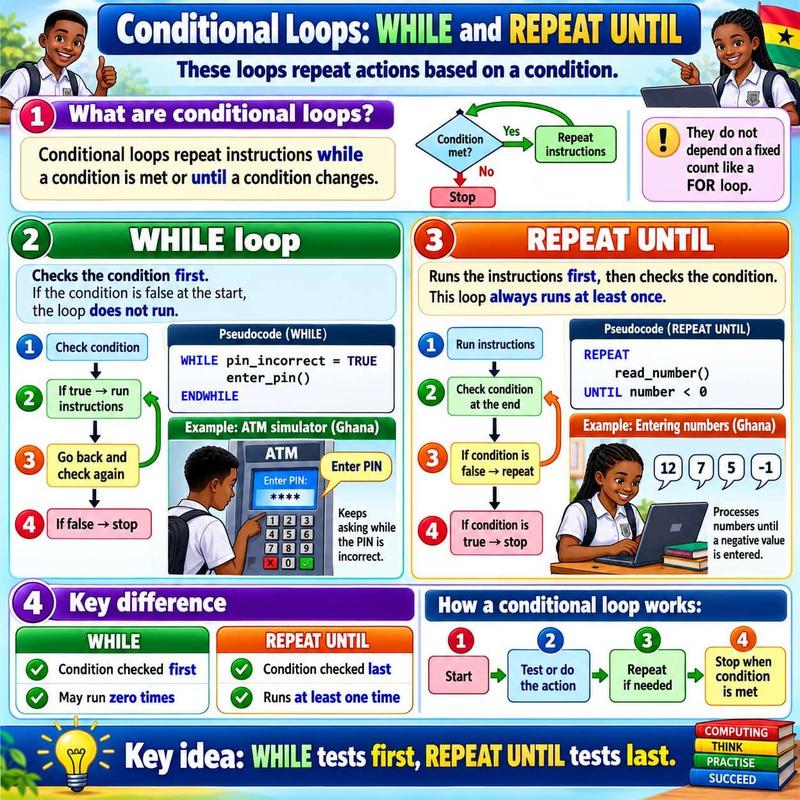 Conditional Loops: WHILE and REPEAT UNTIL
These loops repeat actions based on a condition.
1 What are conditional loops?
Conditional loops repeat instructions while
a condition is met or until a condition changes.
Condition
met?
Yes
Repeat
instructions
No
Stop
!
They do not
depend on a fixed
count like a
FOR loop.
2 WHILE loop
Checks the condition first.
If the condition is false at the start,
the loop does not run.
1 Check condition
2 If true → run
instructions
3 Go back and
check again
4 If false → stop
Pseudocode (WHILE)
WHILE pin_incorrect = TRUE
enter_pin()
ENDWHILE
Example: ATM simulator (Ghana)
ATM
Enter PIN:
****
1 2 3
4 5 6
7 8 9
X 0 ✓
Enter PIN
Keeps
asking while
the PIN is
incorrect.
3 REPEAT UNTIL
Runs the instructions first, then checks the condition.
This loop always runs at least once.
1 Run instructions
2 Check condition
at the end
3 If condition is
false → repeat
4 If condition is
true → stop
Pseudocode (REPEAT UNTIL)
REPEAT
read_number()
UNTIL number < 0
Example: Entering numbers (Ghana)
12 7 5 -1
Processes
numbers until
a negative value
is entered.
4 Key difference
WHILE
Condition checked first
May run zero times
REPEAT UNTIL
Condition checked last
Runs at least one time
How a conditional loop works:
1 Start
2 Test or do
the action
3 Repeat
if needed
4 Stop when
condition
is met
Key idea: WHILE tests first, REPEAT UNTIL tests last.
COMPUTING
THINK
PRACTISE
SUCCEED